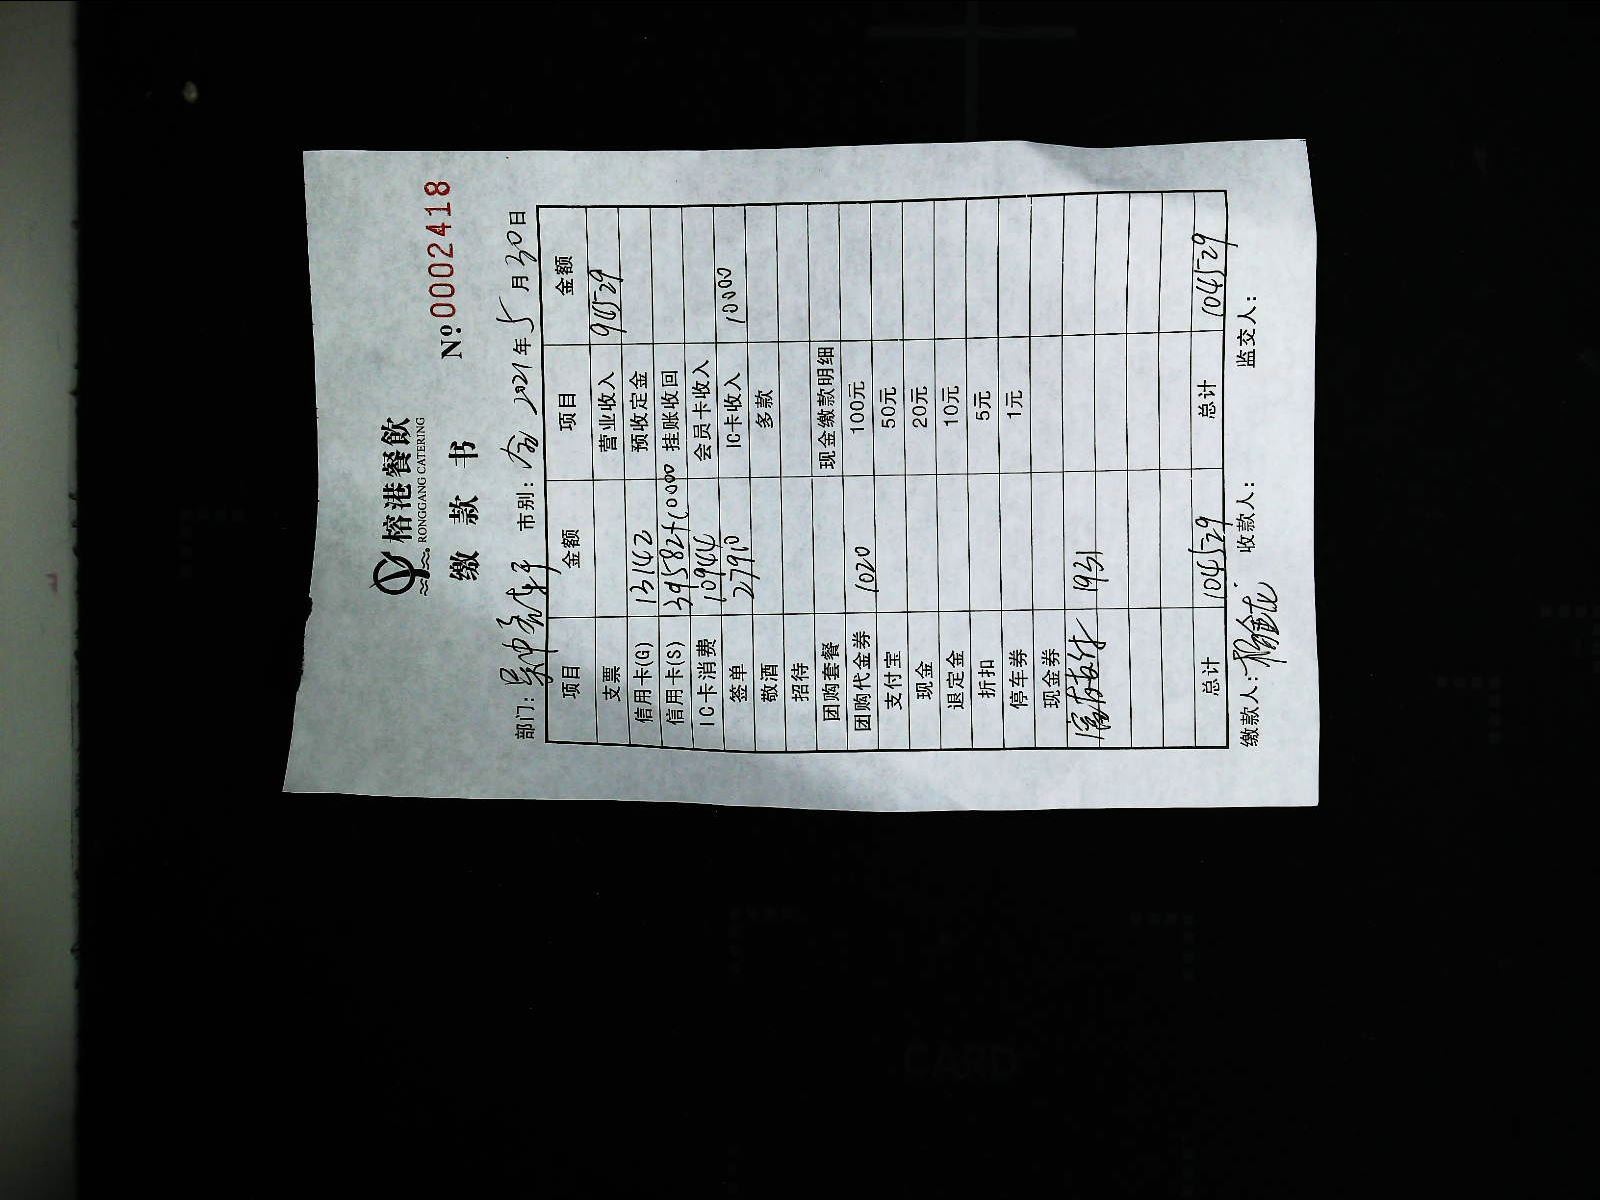 榕港餐飲
RONGGANG CATERING
缴款书
№ 0002418
部门: 市别: 2021年5月30日
项目 金额 项目 金额
支票 营业收入 94529
信用卡(G) 13142 预收定金
信用卡(S) 39582+10000 挂账收回
IC卡消费 10944 会员卡收入
签单 27910 IC卡收入 10000
敬酒 多款
招待
团购套餐 现金缴款明细
团购代金券 1020 100元
支付宝 50元
现金 20元
退定金 10元
折扣 5元
停车券 1元
现金券
1931
总计 104529 总计 104529
缴款人: 收款人: 监交人:
CARD